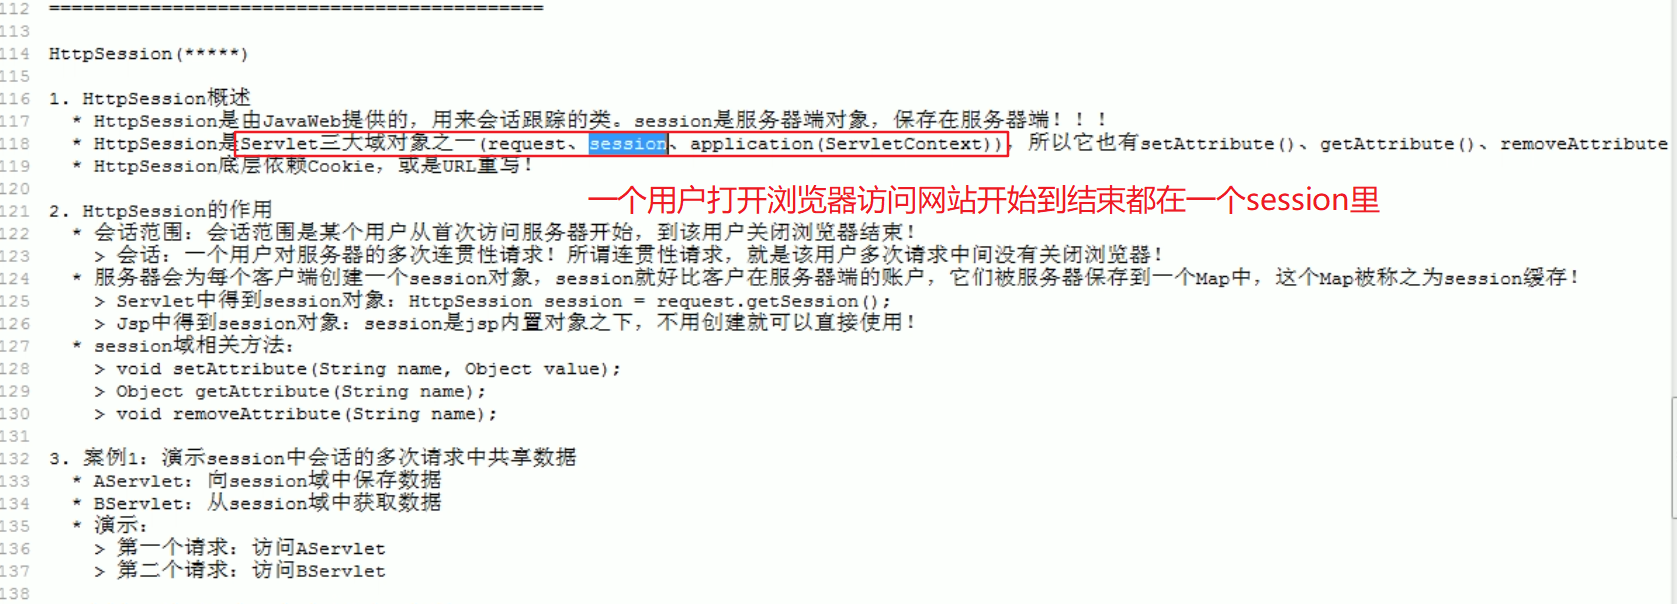 112 ============================================
113
114 HttpSession(*****)
115
116 1. HttpSession概述
117 * HttpSession是由JavaWeb提供的，用来会话跟踪的类。session是服务器端对象，保存在服务器端！！！
118 * HttpSession是Servlet三大域对象之一(request、session、application(ServletContext))，所以它也有setAttribute()、getAttribute()、removeAttribute
119 * HttpSession底层依赖Cookie，或是URL重写！
120
一个用户打开浏览器访问网站开始到结束都在一个session里
121 2. HttpSession的作用
122 * 会话范围：会话范围是某个用户从首次访问服务器开始，到该用户关闭浏览器结束！
123 > 会话：一个用户对服务器的多次连贯性请求！所谓连贯性请求，就是该用户多次请求中间没有关闭浏览器！
124 * 服务器会为每个客户端创建一个session对象，session就好比客户在服务器端的账户，它们被服务器保存到一个Map中，这个Map被称之为session缓存！
125 > Servlet中得到session对象：HttpSession session = request.getSession();
126 > Jsp中得到session对象：session是jsp内置对象之下，不用创建就可以直接使用！
127 * session域相关方法：
128 > void setAttribute(String name, Object value);
129 > Object getAttribute(String name);
130 > void removeAttribute(String name);
131
132 3. 案例1：演示session中会话的多次请求中共享数据
133 * AServlet：向session域中保存数据
134 * BServlet：从session域中获取数据
135 * 演示：
136 > 第一个请求：访问AServlet
137 > 第二个请求：访问BServlet
138